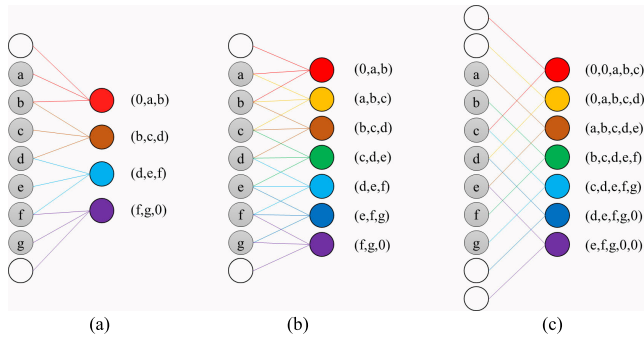 a
b
c
d
e
f
g
(0,a,b)
(b,c,d)
(d,e,f)
(f,g,0)
(a)
a
b
c
d
e
f
g
(0,a,b)
(a,b,c)
(b,c,d)
(c,d,e)
(d,e,f)
(e,f,g)
(f,g,0)
(b)
a
b
c
d
e
f
g
(0,0,a,b,c)
(0,a,b,c,d)
(a,b,c,d,e)
(b,c,d,e,f)
(c,d,e,f,g)
(d,e,f,g,0)
(e,f,g,0,0)
(c)